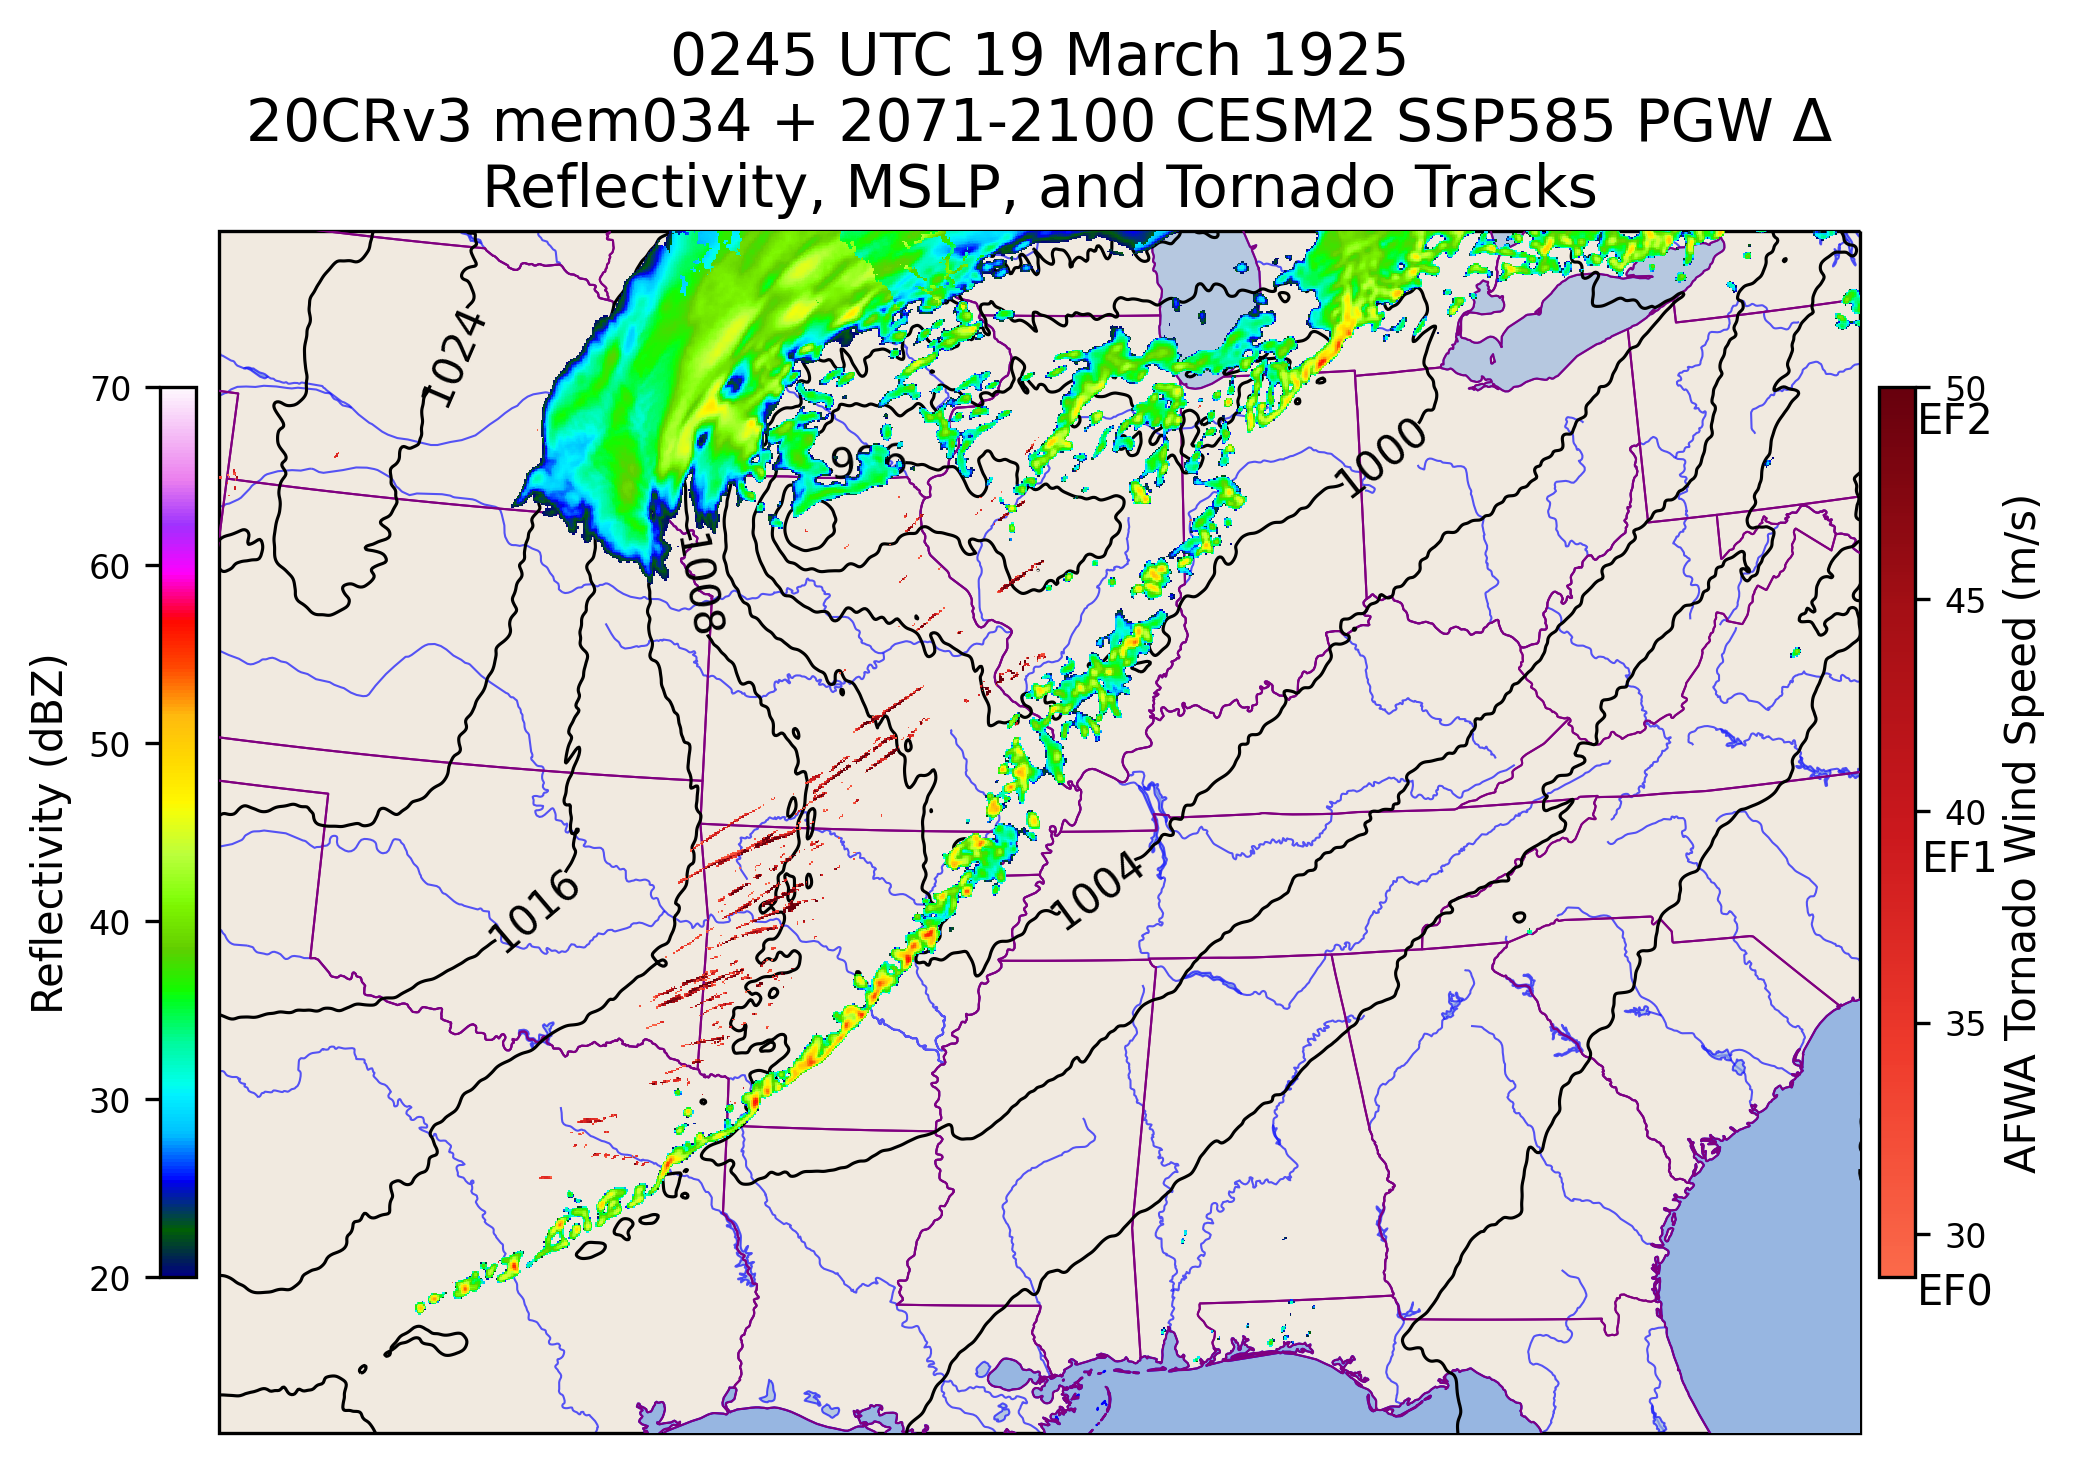 0245 UTC 19 March 1925
20CRv3 mem034 + 2071-2100 CESM2 SSP585 PGW Δ
Reflectivity, MSLP, and Tornado Tracks
Reflectivity (dBZ)
70
60
50
40
30
20
1024
1008
1000
1016
1004
50
EF2
45
40
EF1
35
30
EF0
AFWA Tornado Wind Speed (m/s)